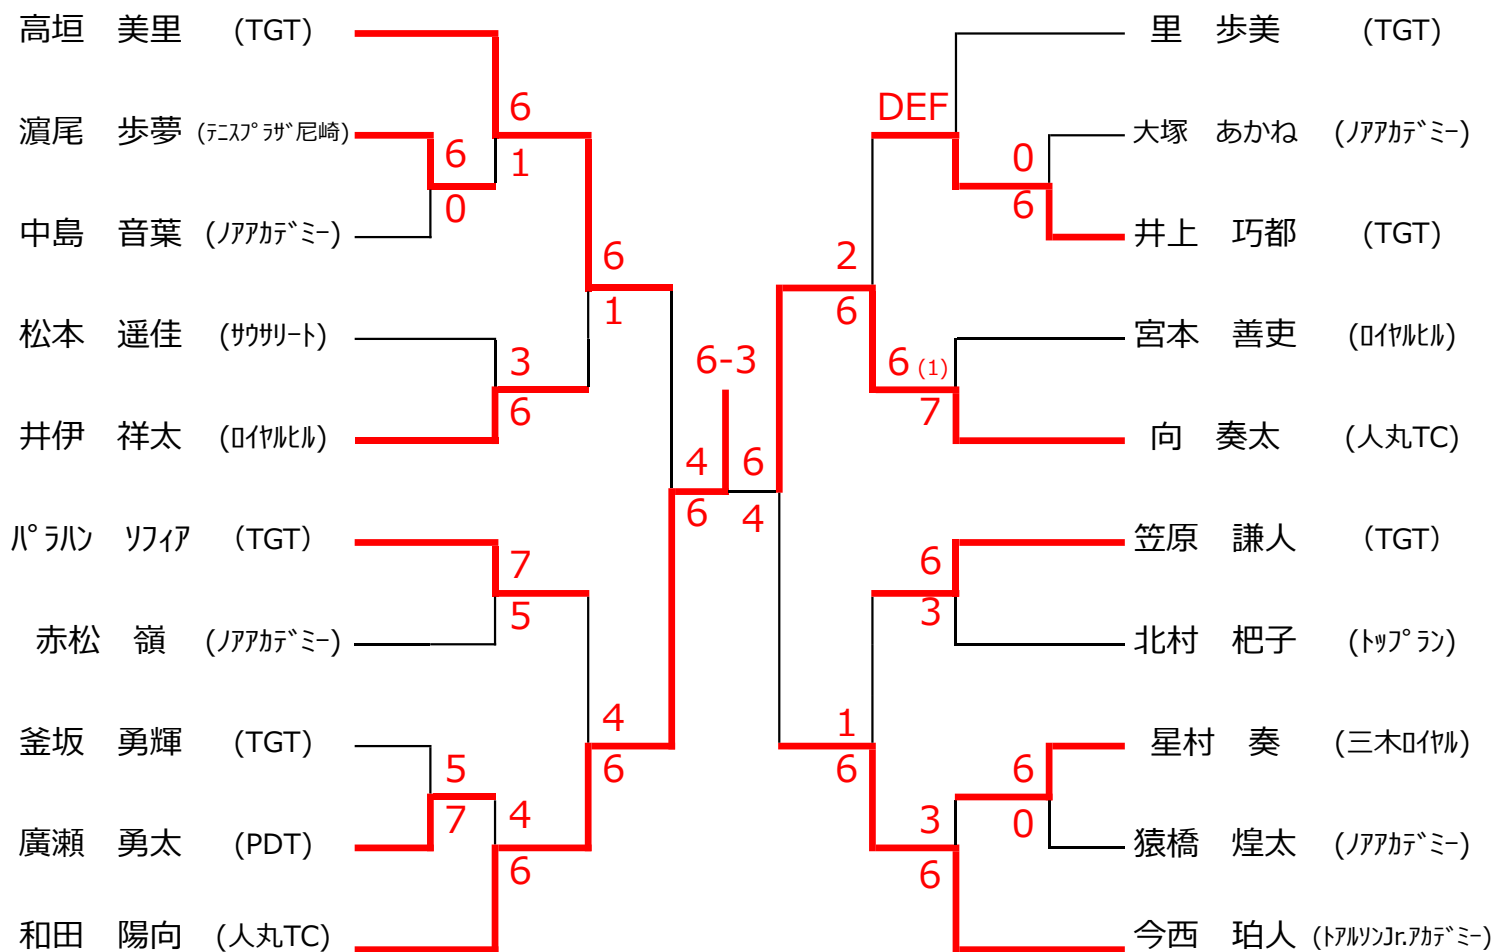 高垣　美里　(TGT)
濵尾　歩夢 (ﾃﾆｽﾌﾟﾗｻﾞ尼崎)
中島　音葉 (ﾉｱｱｶﾃﾞﾐｰ)
松本　遥佳 (ｻｳｻﾘｰﾄ)
井伊　祥太 (ﾛｲﾔﾙﾋﾙ)
ﾊﾟﾗﾙﾝ　ｿﾌｨｱ (TGT)
赤松　嶺 (ﾉｱｱｶﾃﾞﾐｰ)
釜坂　勇輝 (TGT)
廣瀬　勇太 (PDT)
和田　陽向 (人丸TC)
6
0
6
1
3
6
7
5
5
7
4
6
6
1
4
6
4
6
6-3
6
4
2
6
1
6
DEF
6 (1)
7
6
3
3
6
0
6
6
0
里　歩美 (TGT)
大塚　あかね (ﾉｱｱｶﾃﾞﾐｰ)
井上　巧都 (TGT)
宮本　善吏 (ﾛｲﾔﾙﾋﾙ)
向　奏太 (人丸TC)
笠原　謙人 (TGT)
北村　杷子 (ﾄｯﾌﾟﾗﾝ)
星村　奏 (三木ﾛｲﾔﾙ)
猿橋　煌太 (ﾉｱｱｶﾃﾞﾐｰ)
今西　珀人 (ﾄｱﾙｿﾝJr.ｱｶﾃﾞﾐｰ)